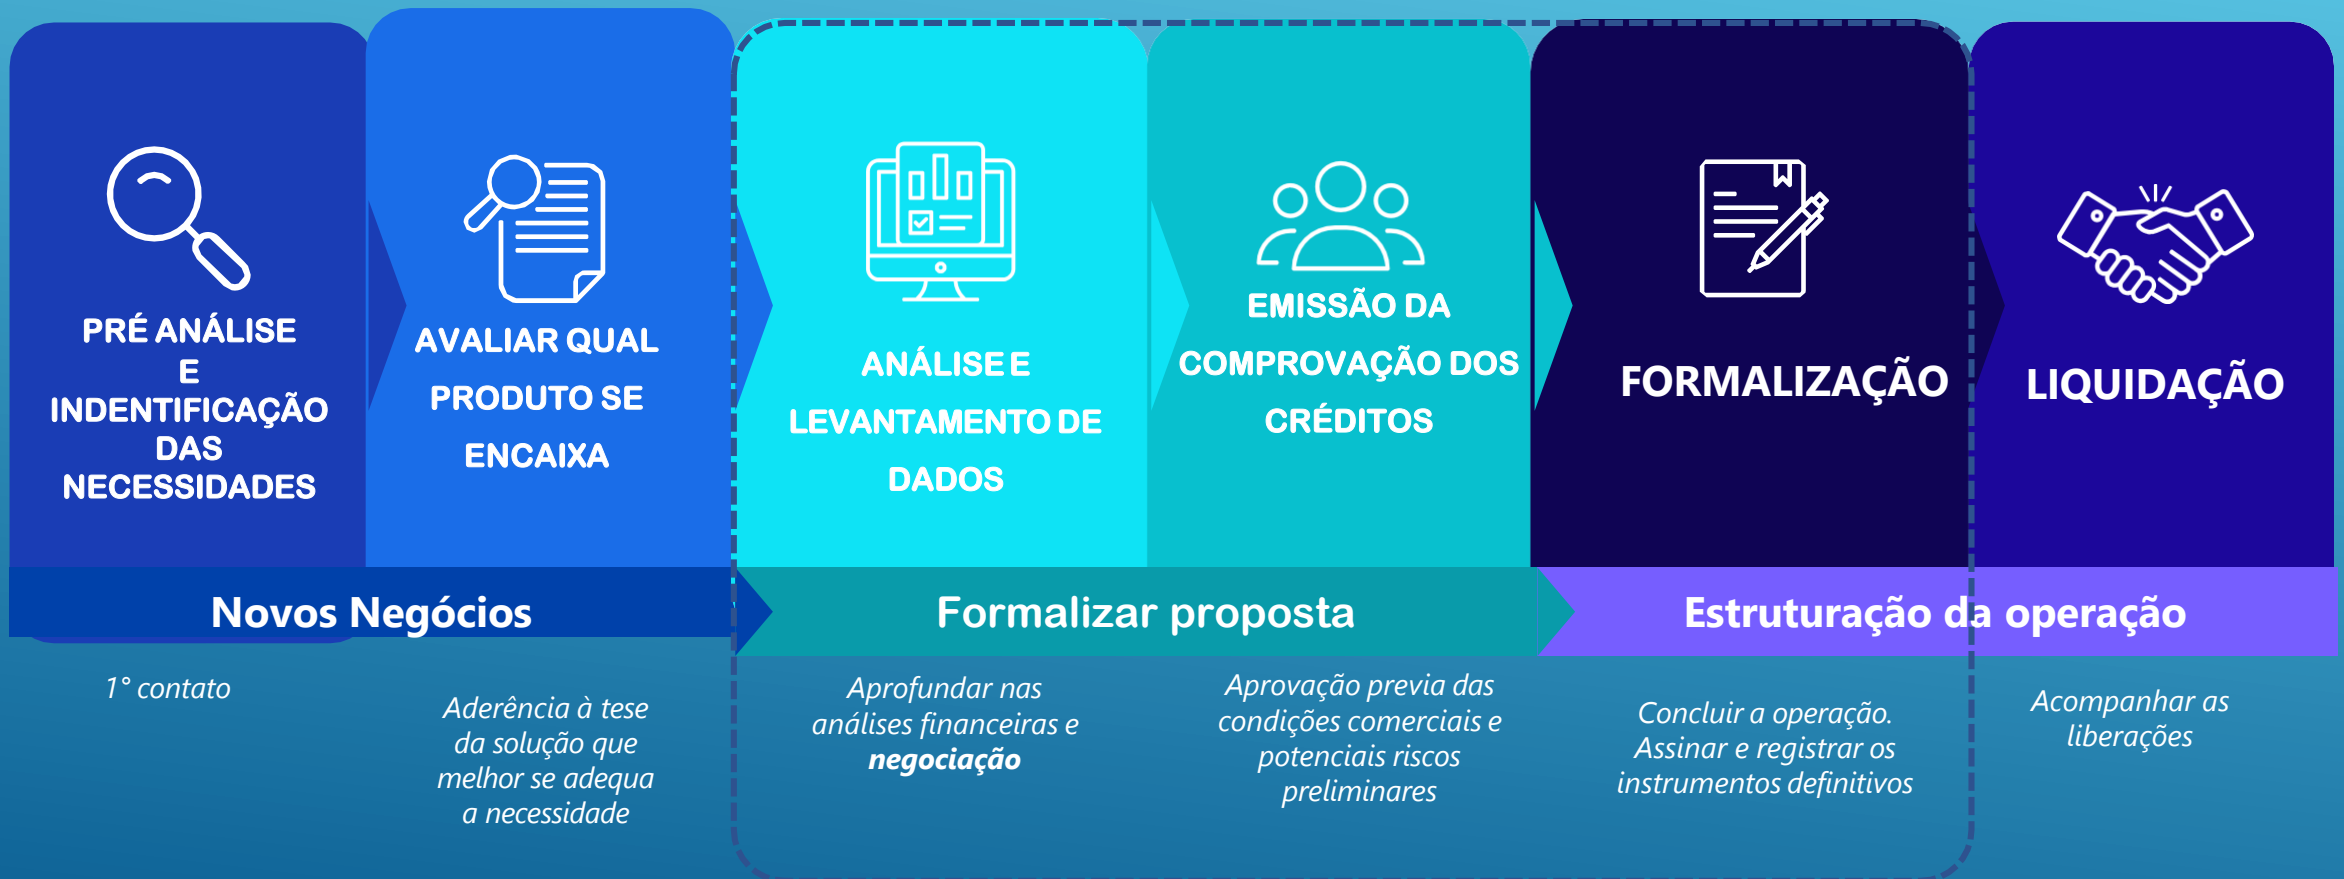 PRÉ ANÁLISE
E
INDENTIFICAÇÃO
DAS
NECESSIDADES
AVALIAR QUAL
PRODUTO SE
ENCAIXA
ANÁLISE E
LEVANTAMENTO DE
DADOS
EMISSÃO DA
COMPROVAÇÃO DOS
CRÉDITOS
FORMALIZAÇÃO
LIQUIDAÇÃO
Novos Negócios
Formalizar proposta
Estruturação da operação
1° contato
Aderência à tese
da solução que
melhor se adequa
a necessidade
Aprofundar nas
análises financeiras e
negociação
Aprovação previa das
condições comerciais e
potenciais riscos
preliminares
Concluir a operação.
Assinar e registrar os
instrumentos definitivos
Acompanhar as
liberações